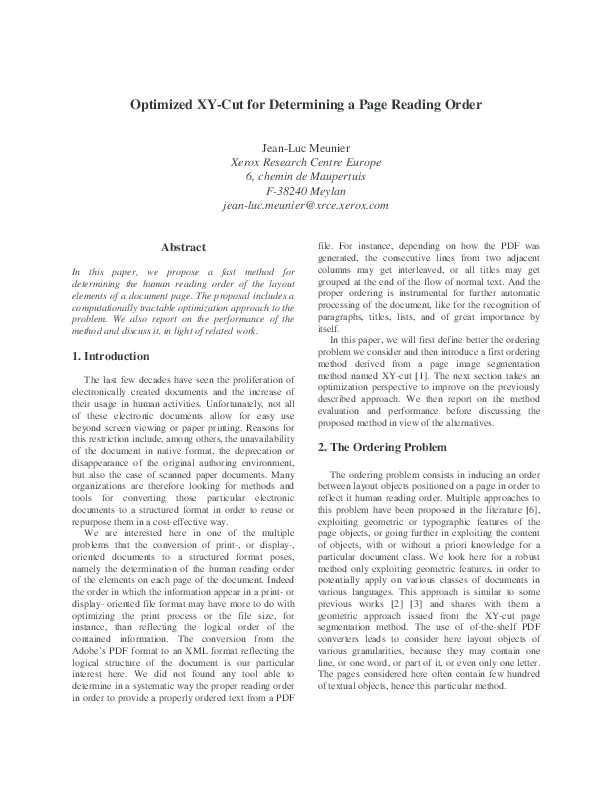 Optimized XY-Cut for Determining a Page Reading Order
Jean-Luc Meunier
Xerox Research Centre Europe
6, chemin de Maupertuis
F-38240 Meylan
jean-luc.meunier@xrce.xerox.com
Abstract
In this paper, we propose a fast method for
determining the human reading order of the layout
elements of a document page. The proposal includes a
computationally tractable optimization approach to the
problem. We also report on the performance of the
method and discuss it, in light of related work.
1. Introduction
The last few decades have seen the proliferation of
electronically created documents and the increase of
their usage in human activities. Unfortunately, not all
of these electronic documents allow for easy use
beyond screen viewing or paper printing. Reasons for
this restriction include, among others, the unavailability
of the document in native format, the deprecation or
disappearance of the original authoring environment,
but also the case of scanned paper documents. Many
organizations are therefore looking for methods and
tools for converting those particular electronic
documents to a structured format in order to reuse or
repurpose them in a cost-effective way.
We are interested here in one of the multiple
problems that the conversion of print-, or display-,
oriented documents to a structured format poses,
namely the determination of the human reading order
of the elements on each page of the document. Indeed
the order in which the information appear in a print- or
display- oriented file format may have more to do with
optimizing the print process or the file size, for
instance, than reflecting the logical order of the
contained information. The conversion from the
Adobe's PDF format to an XML format reflecting the
logical structure of the document is our particular
interest here. We did not found any tool able to
determine in a systematic way the proper reading order
in order to provide a properly ordered text from a PDF
file. For instance, depending on how the PDF was
generated, the consecutive lines from two adjacent
columns may get interleaved, or all titles may get
grouped at the end of the flow of normal text. And the
proper ordering is instrumental for further automatic
processing of the document, like for the recognition of
paragraphs, titles, lists, and of great importance by
itself.
In this paper, we will first define better the ordering
problem we consider and then introduce a first ordering
method derived from a page image segmentation
method named XY-cut [1]. The next section takes an
optimization perspective to improve on the previously
described approach. We then report on the method
evaluation and performance before discussing the
proposed method in view of the alternatives.
2. The Ordering Problem
The ordering problem consists in inducing an order
between layout objects positioned on a page in order to
reflect it human reading order. Multiple approaches to
this problem have been proposed in the literature [6],
exploiting geometric or typographic features of the
page objects, or going further in exploiting the content
of objects, with or without a priori knowledge for a
particular document class. We look here for a robust
method only exploiting geometric features, in order to
potentially apply on various classes of documents in
various languages. This approach is similar to some
previous works [2] [3] and shares with them a
geometric approach issued from the XY-cut page
segmentation method. The use of of-the-shelf PDF
converters leads to consider here layout objects of
various granularities, because they may contain one
line, or one word, or part of it, or even only one letter.
The pages considered here often contain few hundred
of textual objects, hence this particular method.